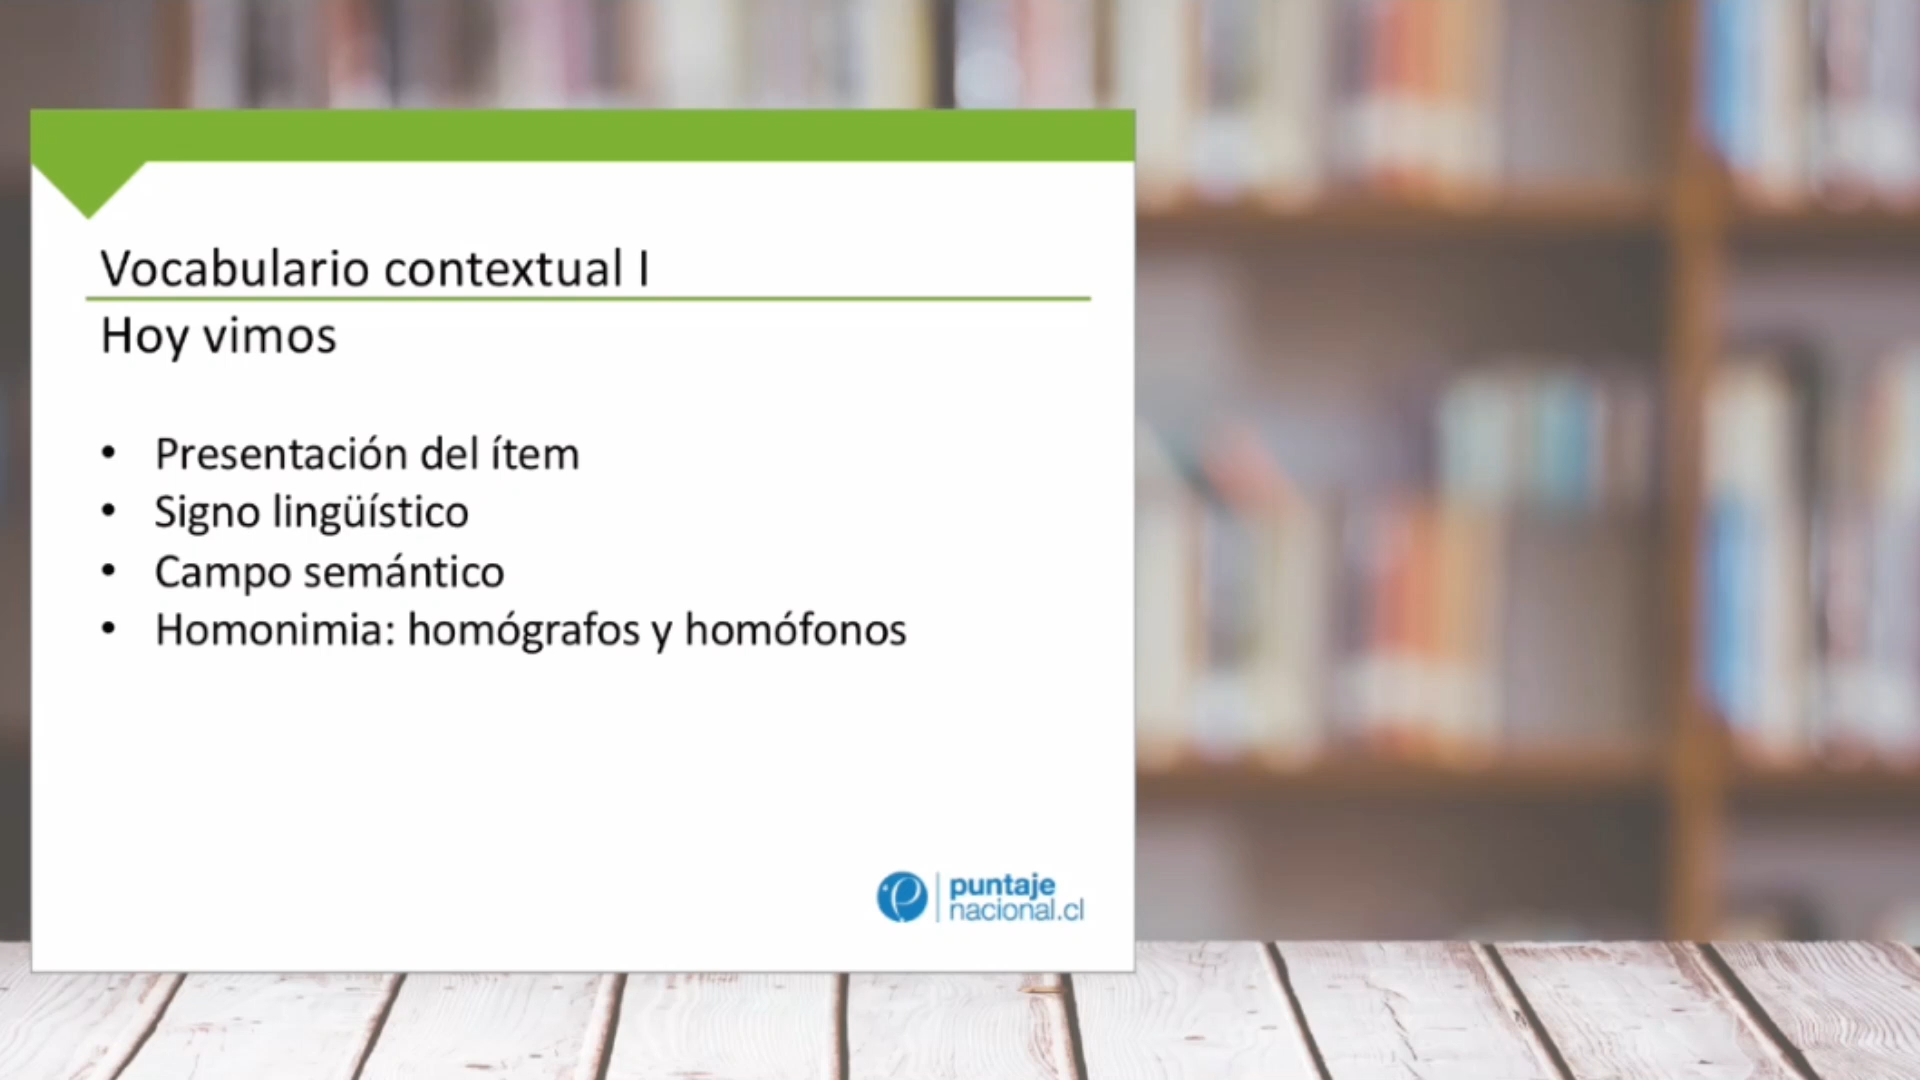 Vocabulario contextual I
Hoy vimos
• Presentación del ítem
• Signo lingüístico
• Campo semántico
• Homonimia: homógrafos y homófonos
puntaje
nacional.cl